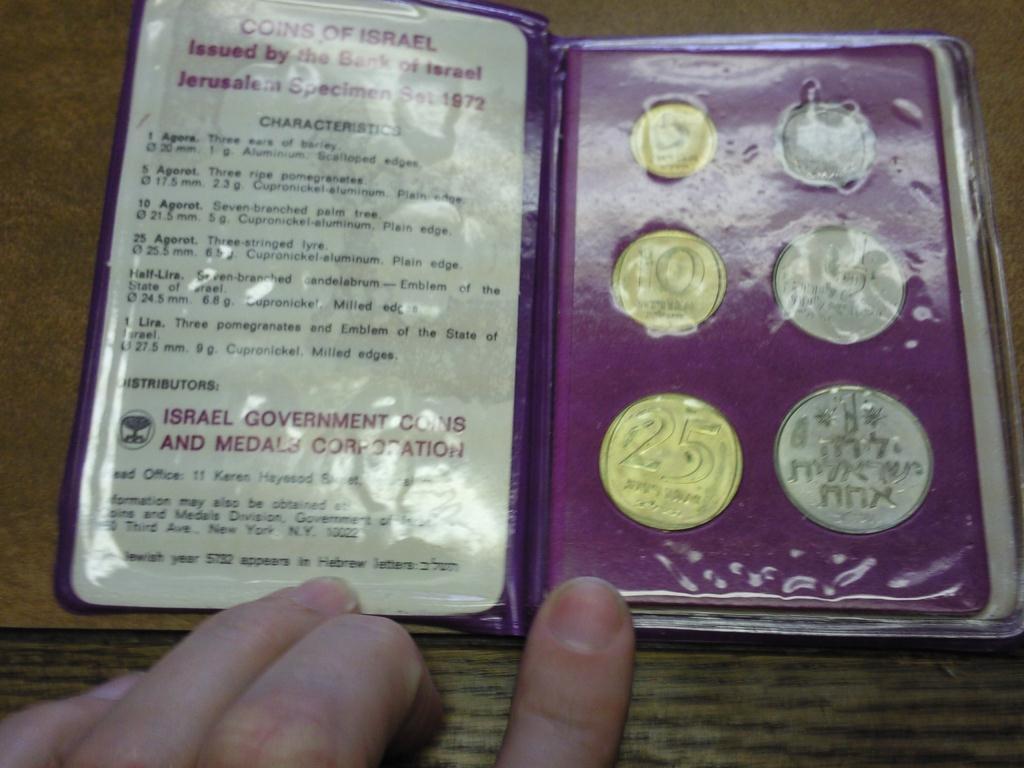 COINS OF ISRAEL
Issued by the Bank of Israel
Jerusalem Specimen Set 1972
CHARACTERISTICS
1 Agora. Three ears of barley.
Ø 20 mm. 1 g. Aluminium. Scalloped edges.
5 Agorot. Three ripe pomegranates.
Ø 17.5 mm. 2.3 g. Cupronickel-aluminum. Plain edge.
10 Agorot. Seven-branched palm tree.
Ø 21.5 mm. 5 g. Cupronickel-aluminum. Plain edge.
25 Agorot. Three-stringed lyre.
Ø 25.5 mm. 6.5 g. Cupronickel-aluminum. Plain edge.
Half-Lira. Seven-branched candelabrum — Emblem of the
State of Israel.
Ø 24.5 mm. 6.8 g. Cupronickel. Milled edges.
1 Lira. Three pomegranates and Emblem of the State of
Israel.
Ø 27.5 mm. 9 g. Cupronickel. Milled edges.
DISTRIBUTORS:
ISRAEL GOVERNMENT COINS
AND MEDALS CORPORATION
Head Office: 11 Keren Hayesod Street,
Information may also be obtained at:
Coins and Medals Division, Government of
Third Ave., New York, N.Y. 10022
Jewish year 5732 appears in Hebrew letters: תשל"ב
5
10
25
לירה
ישראלית
אחת